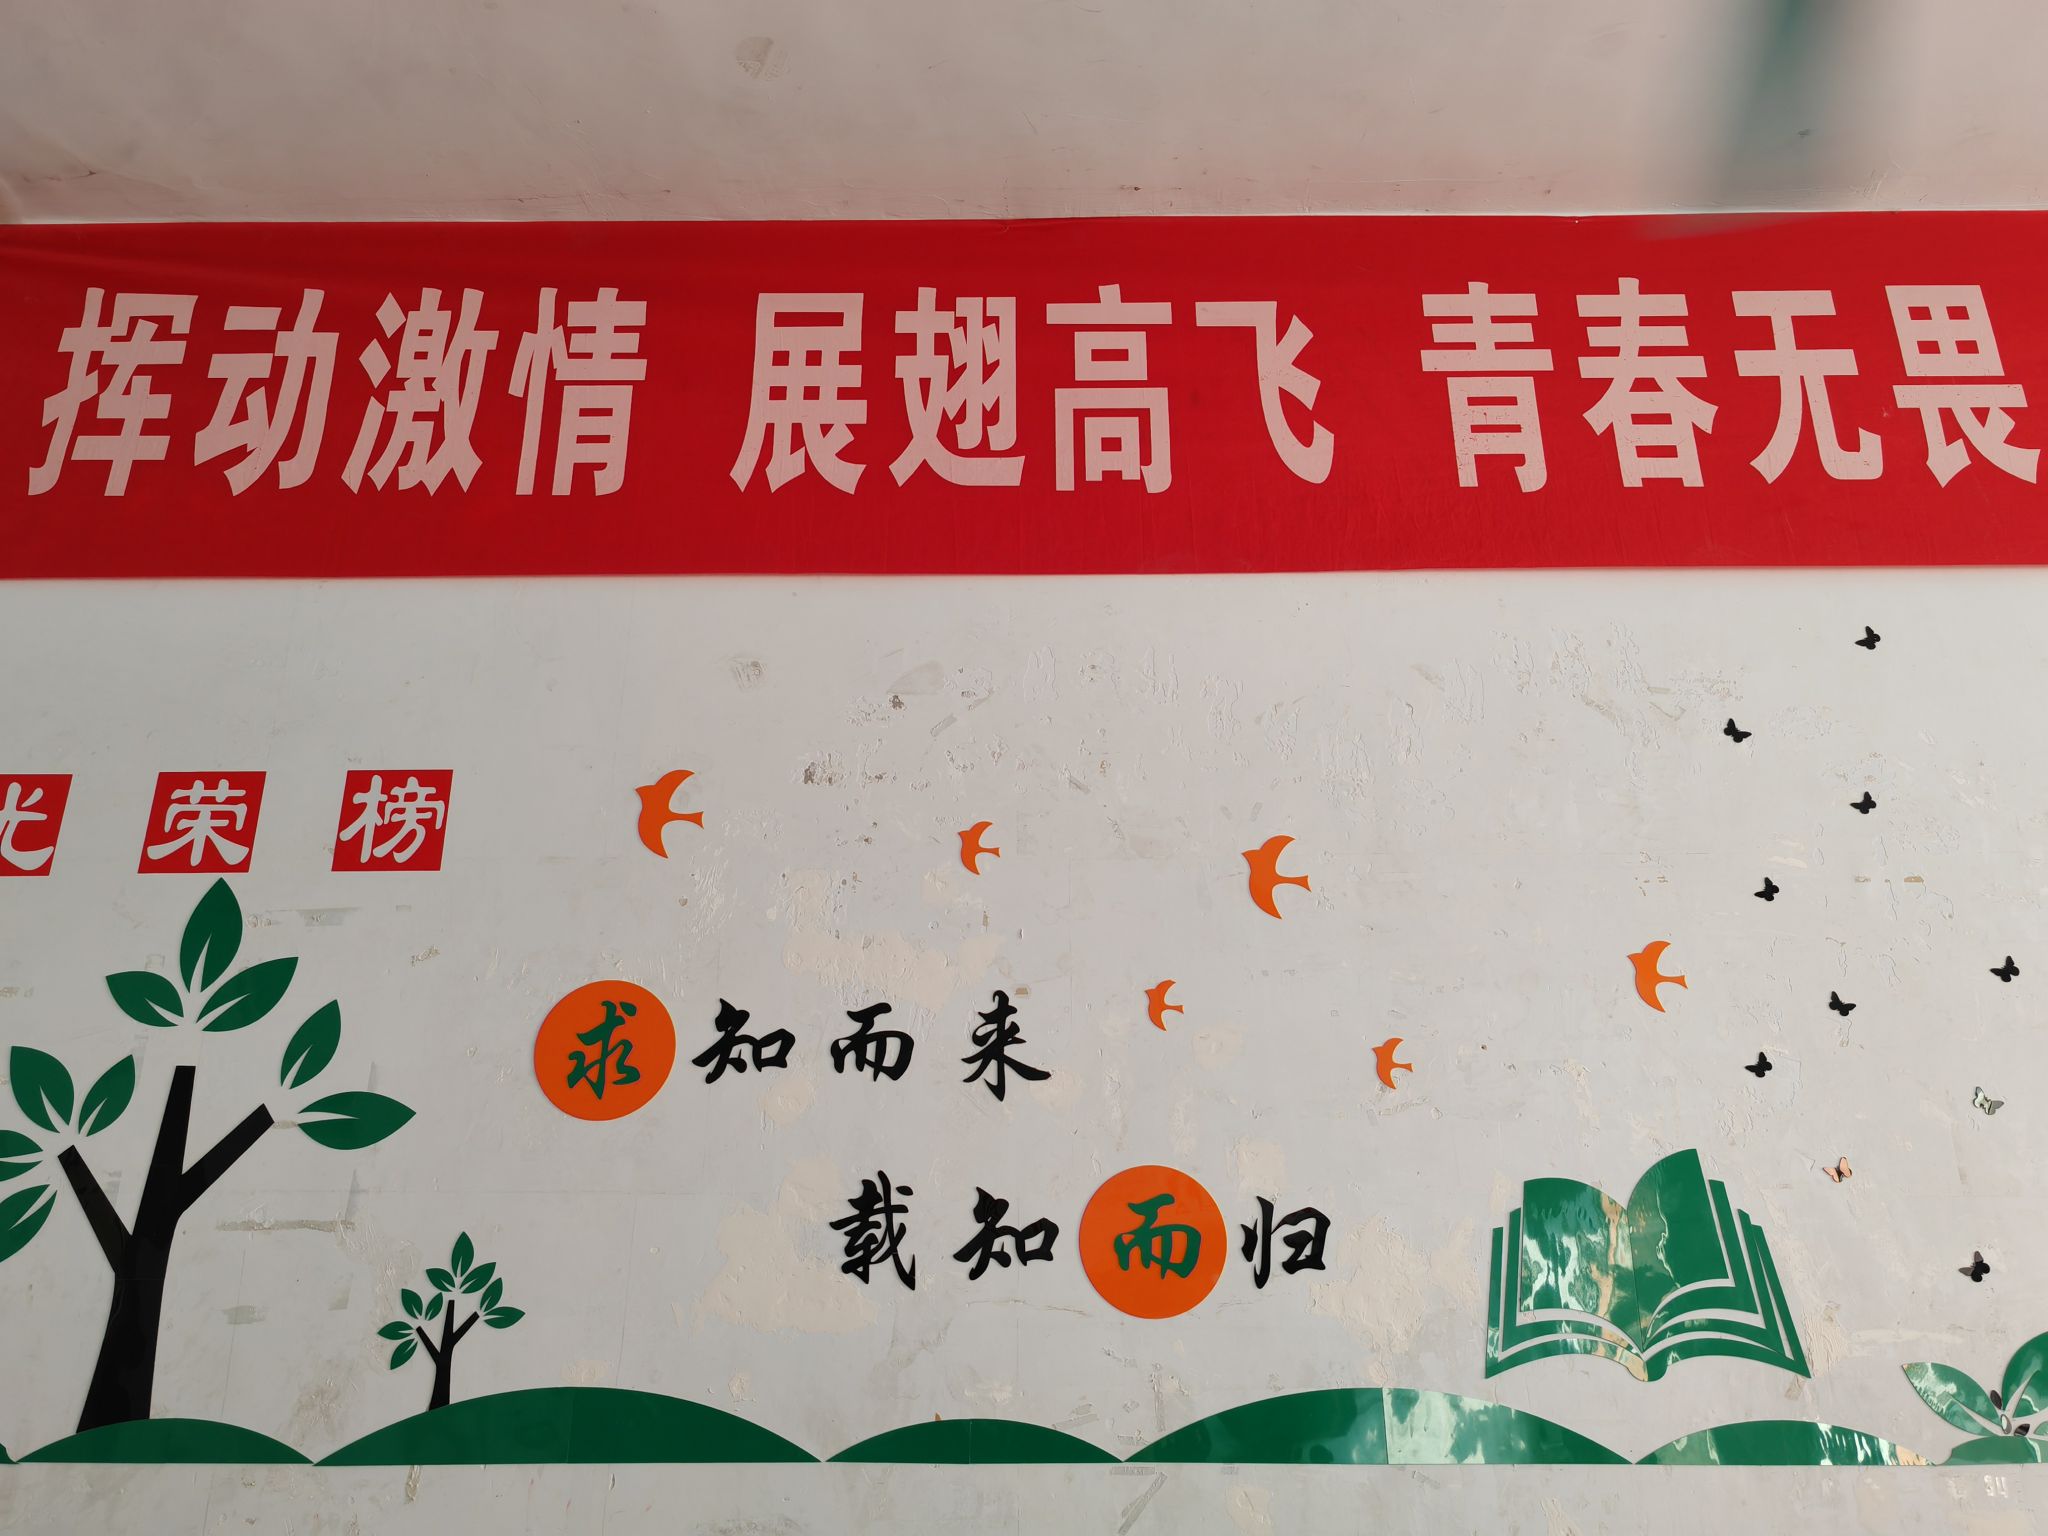 挥动激情 展翅高飞 青春无畏
光荣榜
求知而来
载知而归